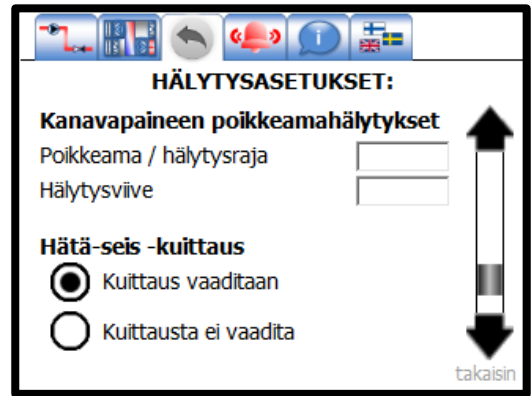 HÄLYTYSASETUKSET:
Kanavapaineen poikkeamahälytykset
Poikkeama / hälytysraja
Hälytysviive
Hätä-seis -kuittaus
Kuittaus vaaditaan
Kuittausta ei vaadita
takaisin